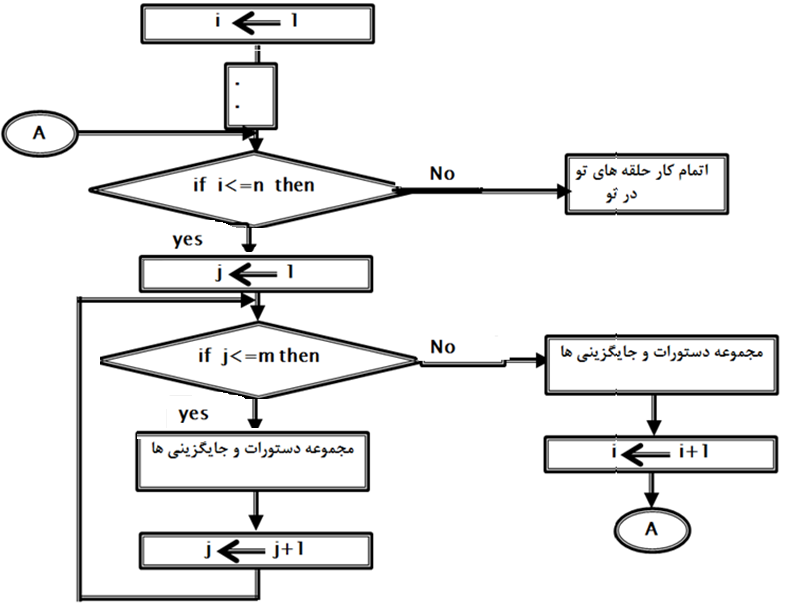 i ← 1
.
.
A
if i<=n then
No
اتمام کار حلقه های تو
در تو
yes
j ← 1
if j<=m then
No
مجموعه دستورات و جایگزینی ها
yes
مجموعه دستورات و جایگزینی ها
i ← i+1
j ← j+1
A